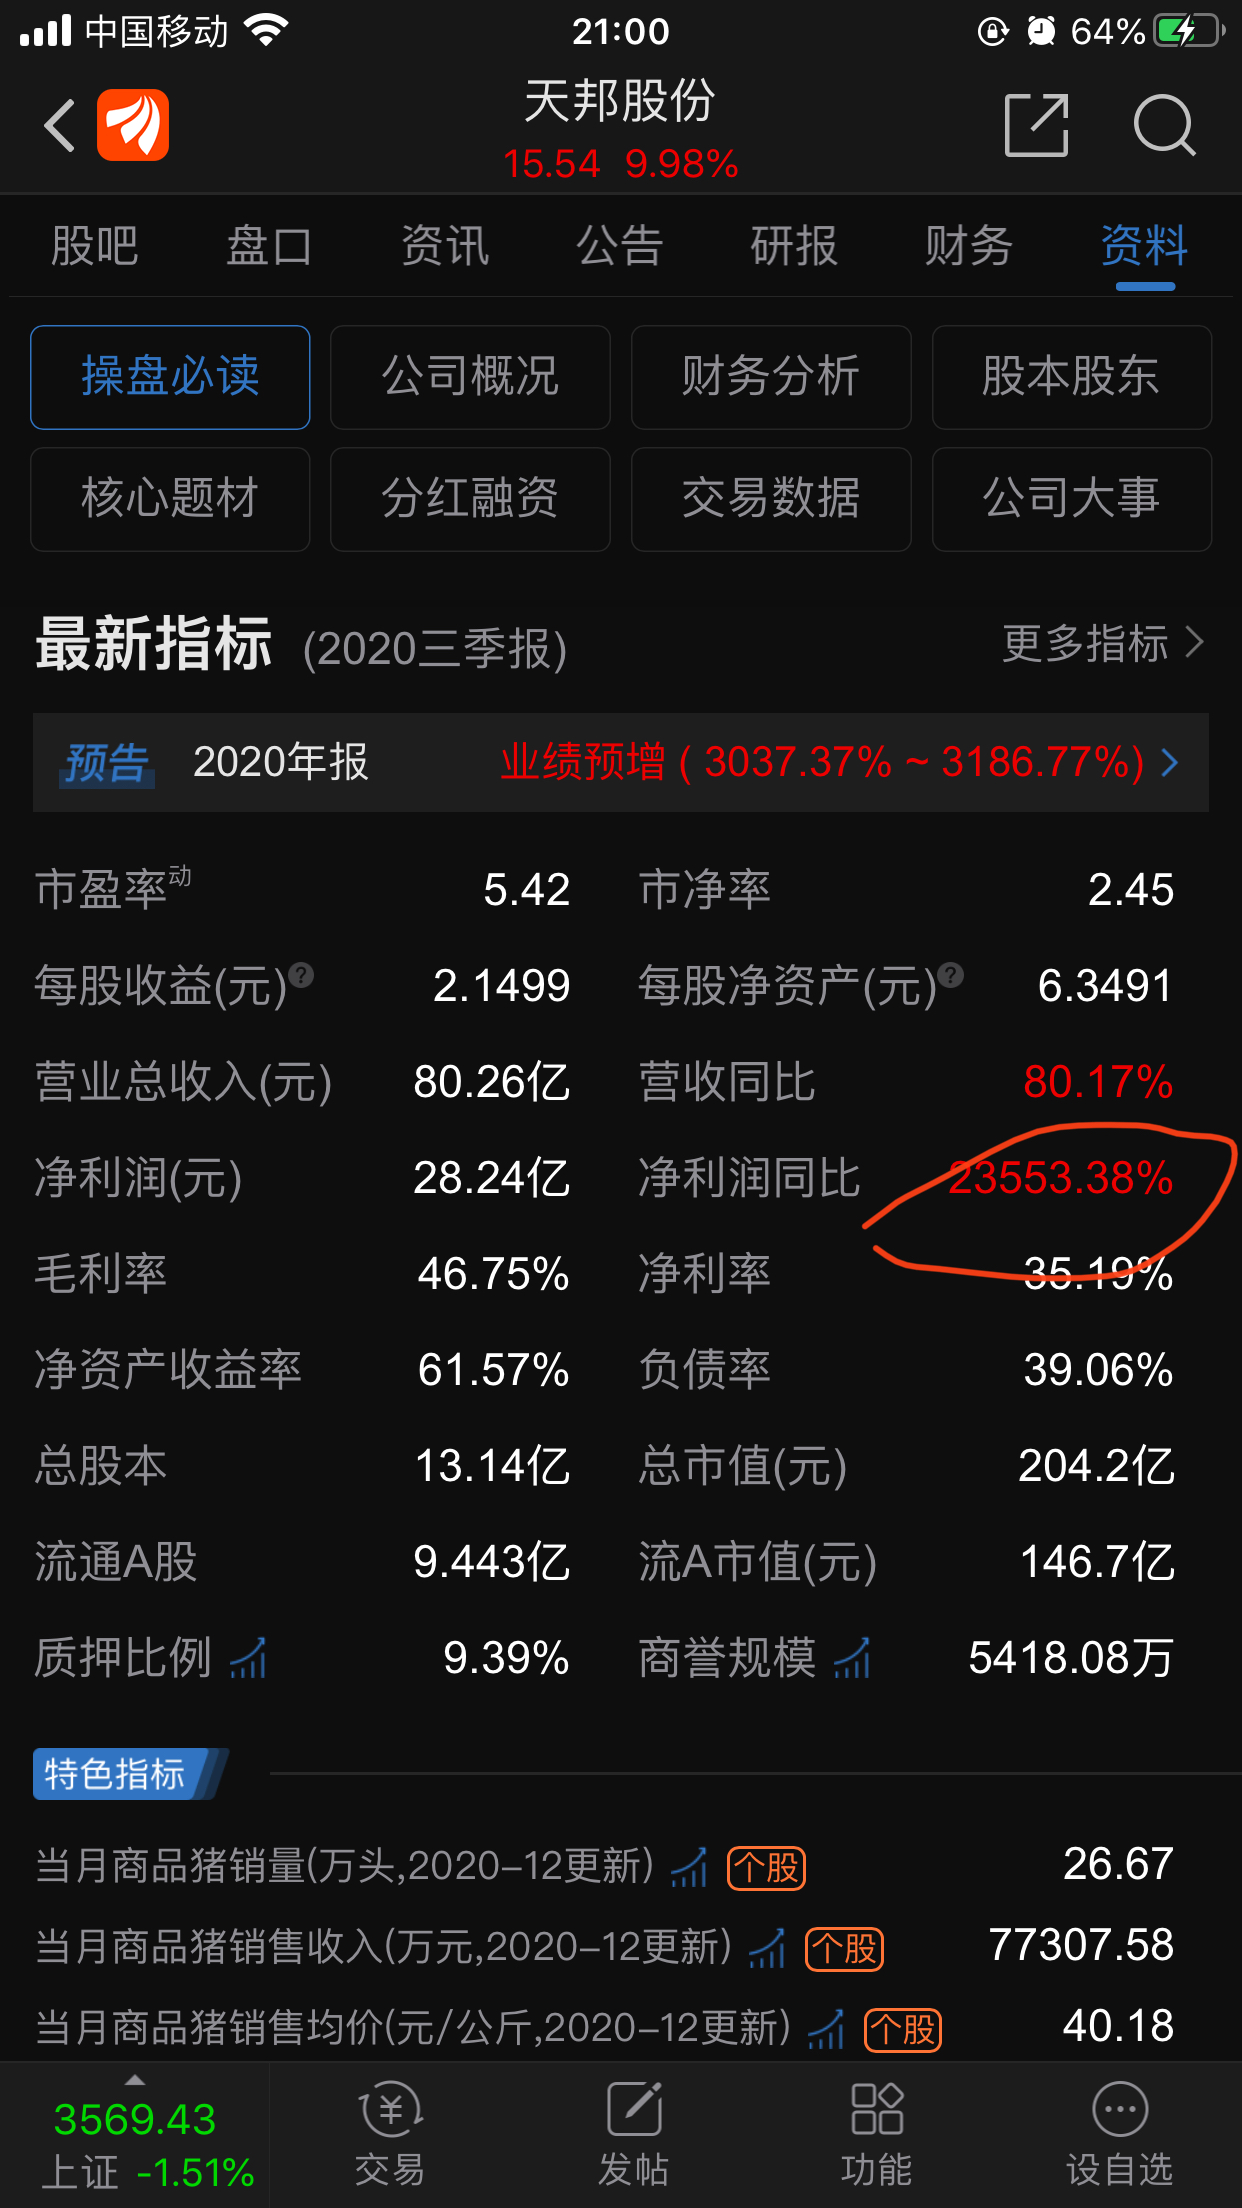 中国移动 21:00 64%
天邦股份
15.54 9.98%
股吧 盘口 资讯 公告 研报 财务 资料
操盘必读 公司概况 财务分析 股本股东
核心题材 分红融资 交易数据 公司大事
最新指标 (2020三季报) 更多指标
预告 2020年报 业绩预增 ( 3037.37% ~ 3186.77%)
市盈率动 5.42 市净率 2.45
每股收益(元)? 2.1499 每股净资产(元)? 6.3491
营业总收入(元) 80.26亿 营收同比 80.17%
净利润(元) 28.24亿 净利润同比 23553.38%
毛利率 46.75% 净利率 35.19%
净资产收益率 61.57% 负债率 39.06%
总股本 13.14亿 总市值(元) 204.2亿
流通A股 9.443亿 流A市值(元) 146.7亿
质押比例 9.39% 商誉规模 5418.08万
特色指标
当月商品猪销量(万头,2020-12更新) 个股 26.67
当月商品猪销售收入(万元,2020-12更新) 个股 77307.58
当月商品猪销售均价(元/公斤,2020-12更新) 个股 40.18
3569.43
上证 -1.51% 交易 发帖 功能 设自选